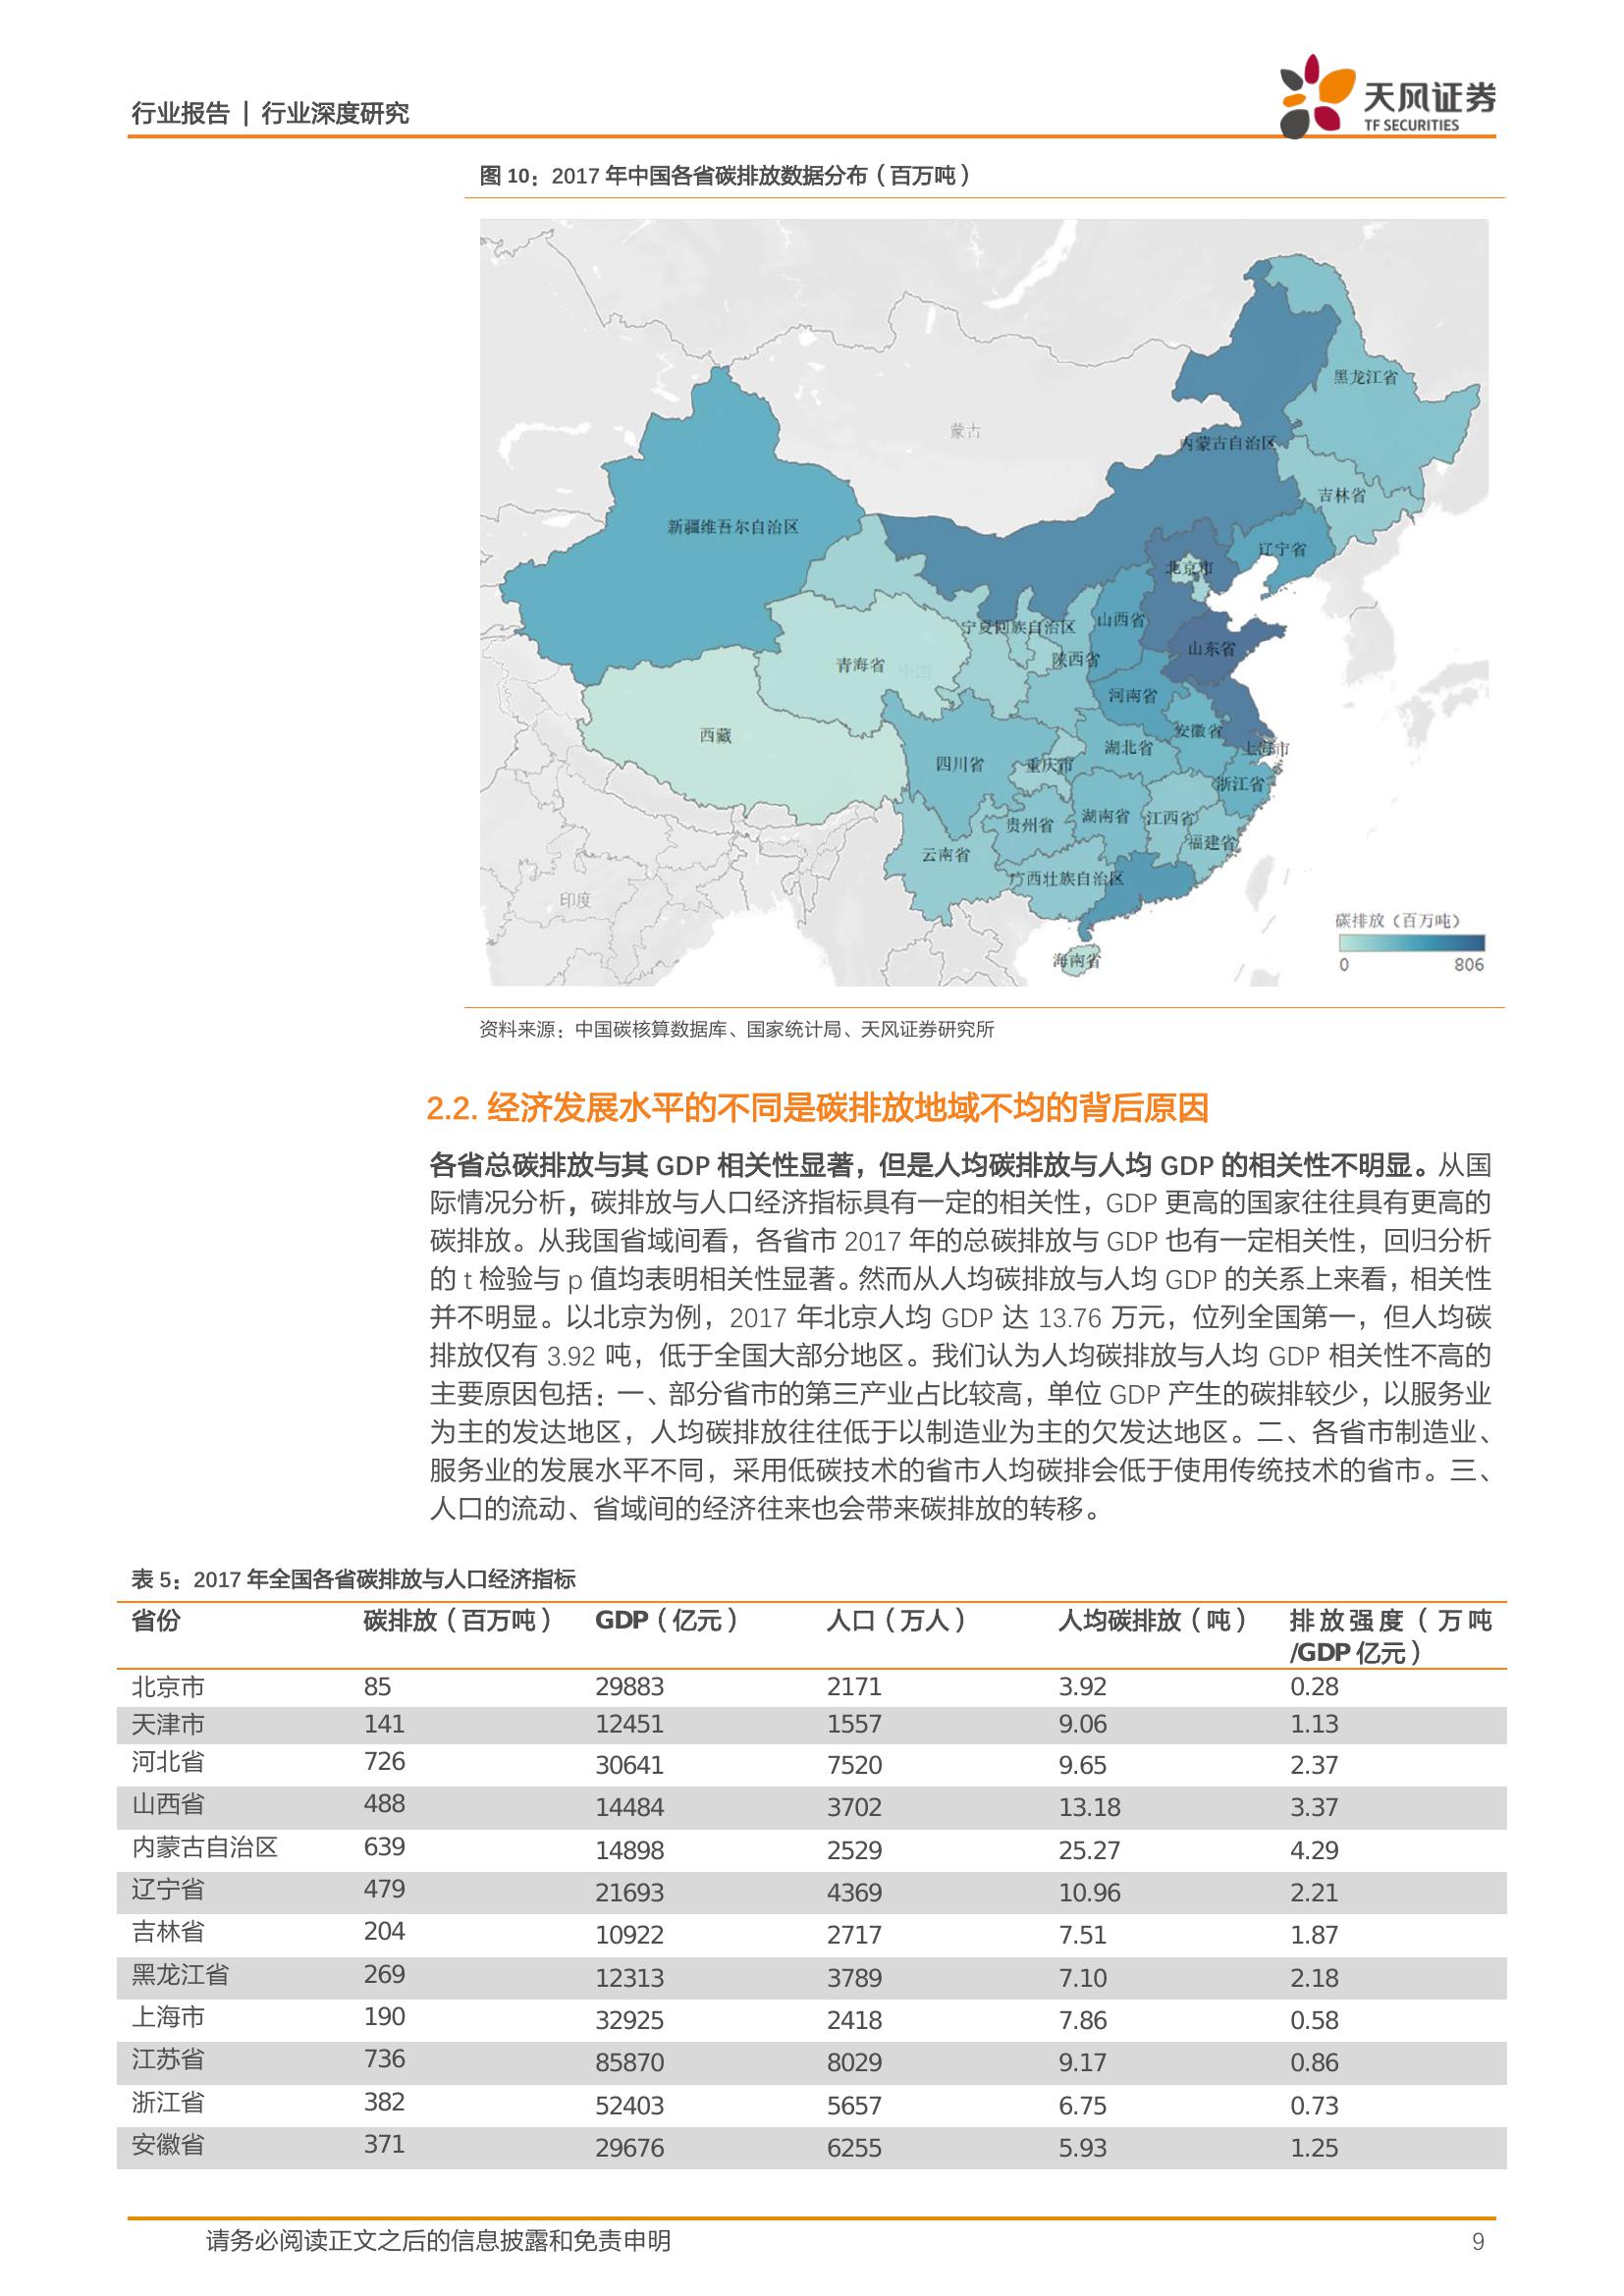 行业报告 | 行业深度研究
天风证券
TF SECURITIES
图 10：2017 年中国各省碳排放数据分布（百万吨）
黑龙江省
蒙古
内蒙古自治区
吉林省
新疆维吾尔自治区
辽宁省
北京市
宁夏回族自治区
山西省
山东省
青海省
中国
陕西省
河南省
西藏
安徽省
湖北省
上海市
四川省
重庆市
浙江省
贵州省
湖南省
江西省
福建省
云南省
广西壮族自治区
印度
海南省
碳排放（百万吨）
0 806
资料来源：中国碳核算数据库、国家统计局、天风证券研究所
2.2. 经济发展水平的不同是碳排放地域不均的背后原因
各省总碳排放与其 GDP 相关性显著，但是人均碳排放与人均 GDP 的相关性不明显。从国
际情况分析，碳排放与人口经济指标具有一定的相关性，GDP 更高的国家往往具有更高的
碳排放。从我国省域间看，各省市 2017 年的总碳排放与 GDP 也有一定相关性，回归分析
的 t 检验与 p 值均表明相关性显著。然而从人均碳排放与人均 GDP 的关系上来看，相关性
并不明显。以北京为例，2017 年北京人均 GDP 达 13.76 万元，位列全国第一，但人均碳
排放仅有 3.92 吨，低于全国大部分地区。我们认为人均碳排放与人均 GDP 相关性不高的
主要原因包括：一、部分省市的第三产业占比较高，单位 GDP 产生的碳排较少，以服务业
为主的发达地区，人均碳排放往往低于以制造业为主的欠发达地区。二、各省市制造业、
服务业的发展水平不同，采用低碳技术的省市人均碳排会低于使用传统技术的省市。三、
人口的流动、省域间的经济往来也会带来碳排放的转移。
表 5：2017 年全国各省碳排放与人口经济指标
省份 碳排放（百万吨） GDP（亿元） 人口（万人） 人均碳排放（吨） 排放强度（万吨
/GDP 亿元）
北京市 85 29883 2171 3.92 0.28
天津市 141 12451 1557 9.06 1.13
河北省 726 30641 7520 9.65 2.37
山西省 488 14484 3702 13.18 3.37
内蒙古自治区 639 14898 2529 25.27 4.29
辽宁省 479 21693 4369 10.96 2.21
吉林省 204 10922 2717 7.51 1.87
黑龙江省 269 12313 3789 7.10 2.18
上海市 190 32925 2418 7.86 0.58
江苏省 736 85870 8029 9.17 0.86
浙江省 382 52403 5657 6.75 0.73
安徽省 371 29676 6255 5.93 1.25
请务必阅读正文之后的信息披露和免责申明 9